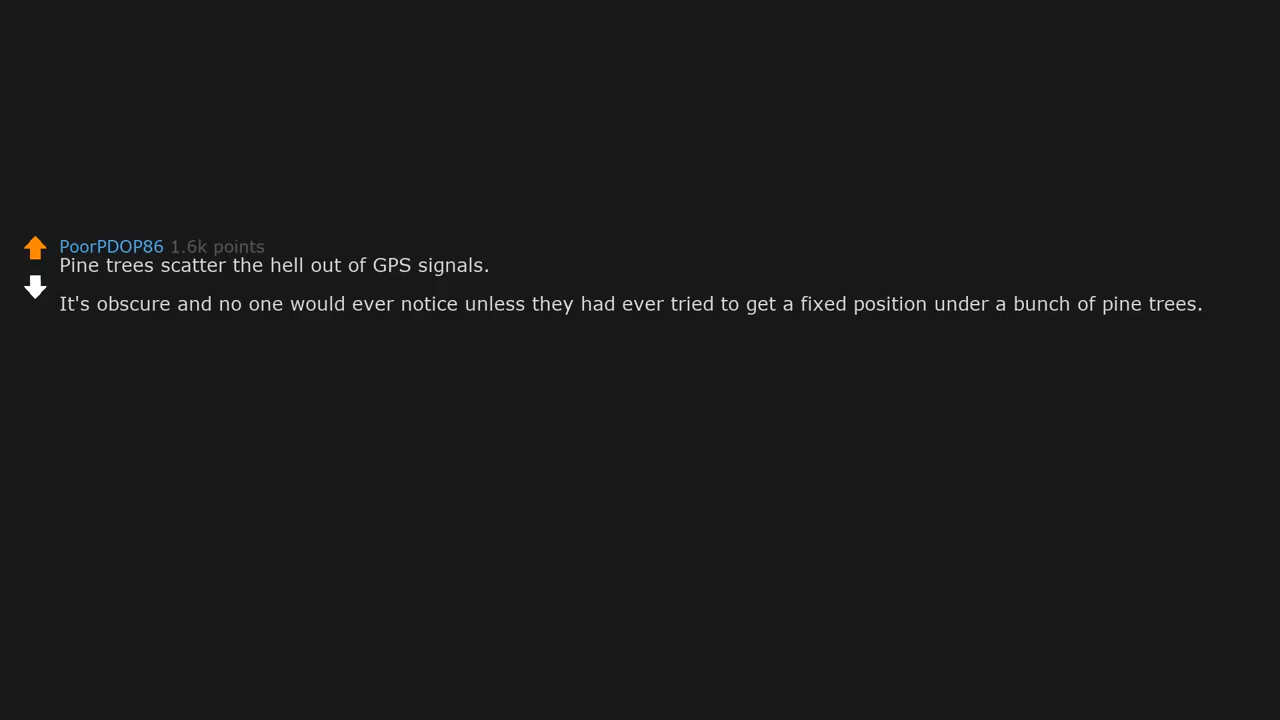 PoorPDOP86 1.6k points
Pine trees scatter the hell out of GPS signals.
It's obscure and no one would ever notice unless they had ever tried to get a fixed position under a bunch of pine trees.